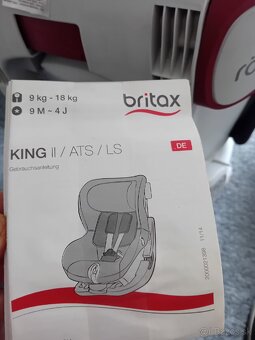 9 kg - 18 kg
9 M ~ 4 J
britax
KING II / ATS / LS
Gebrauchsanleitung
DE